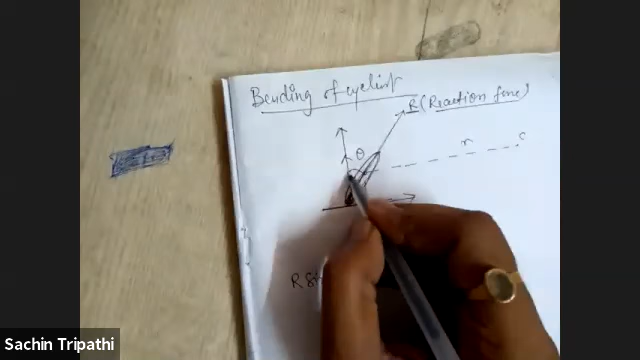 Bending of cyclist
R (Reaction force)
θ
r
c
R
Sachin Tripathi